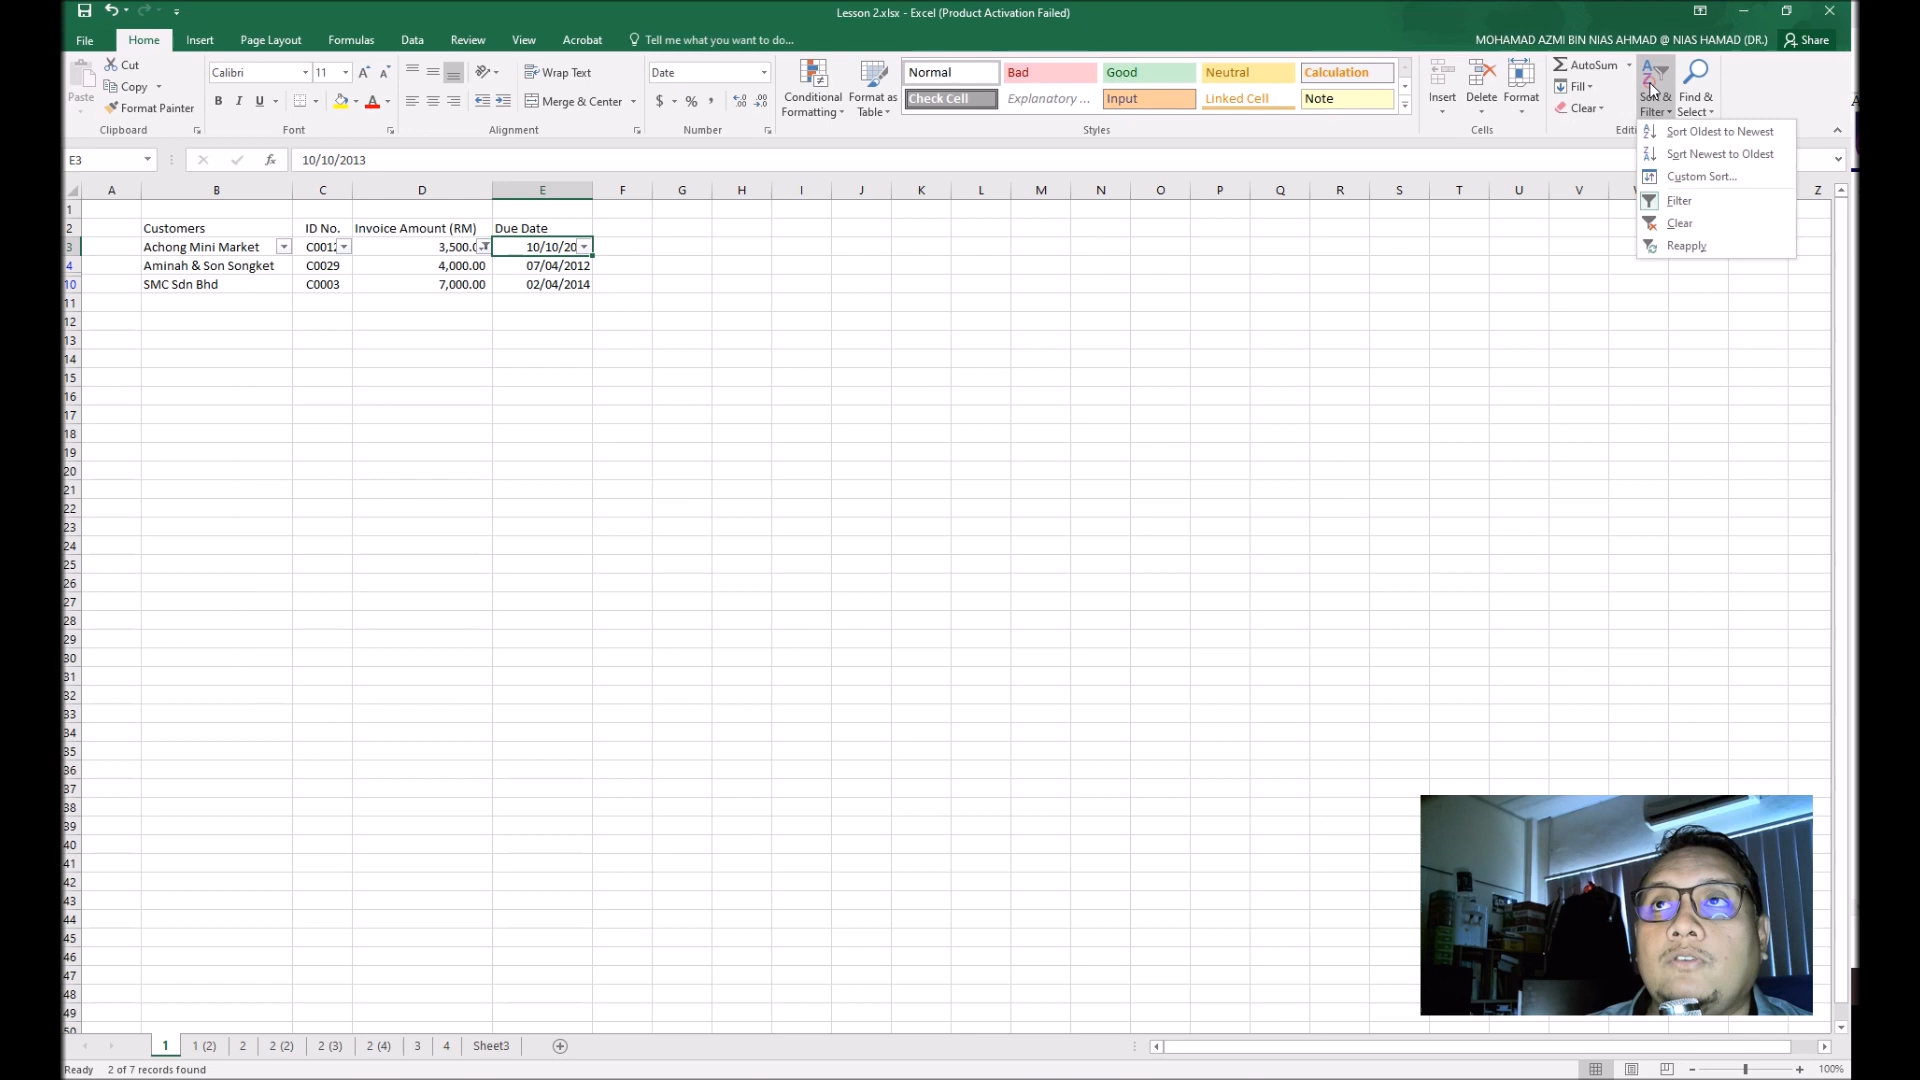 Lesson 2.xlsx - Excel (Product Activation Failed)
File Home Insert Page Layout Formulas Data Review View Acrobat Tell me what you want to do... MOHAMAD AZMI BIN NIAS AHMAD @ NIAS HAMAD (DR.) Share
Paste
Cut
Copy
Format Painter
Clipboard
Calibri 11
B I U
Font
Wrap Text
Merge & Center
Alignment
Date
$ % ,
Number
Conditional Formatting
Format as Table
Normal Bad Good Neutral Calculation
Check Cell Explanatory ... Input Linked Cell Note
Styles
Insert Delete Format
Cells
AutoSum
Fill
Clear
Sort & Filter
Find & Select
Editi
Sort Oldest to Newest
Sort Newest to Oldest
Custom Sort...
Filter
Clear
Reapply
E3 fx 10/10/2013
A B C D E F G H I J K L M N O P Q R S T U V Z
1
2 Customers ID No. Invoice Amount (RM) Due Date
3 Achong Mini Market C0012 3,500.0 10/10/20
4 Aminah & Son Songket C0029 4,000.00 07/04/2012
10 SMC Sdn Bhd C0003 7,000.00 02/04/2014
11
12
13
14
15
16
17
18
19
20
21
22
23
24
25
26
27
28
29
30
31
32
33
34
35
36
37
38
39
40
41
42
43
44
45
46
47
48
49
50
1 1 (2) 2 2 (2) 2 (3) 2 (4) 3 4 Sheet3
Ready 2 of 7 records found 100%